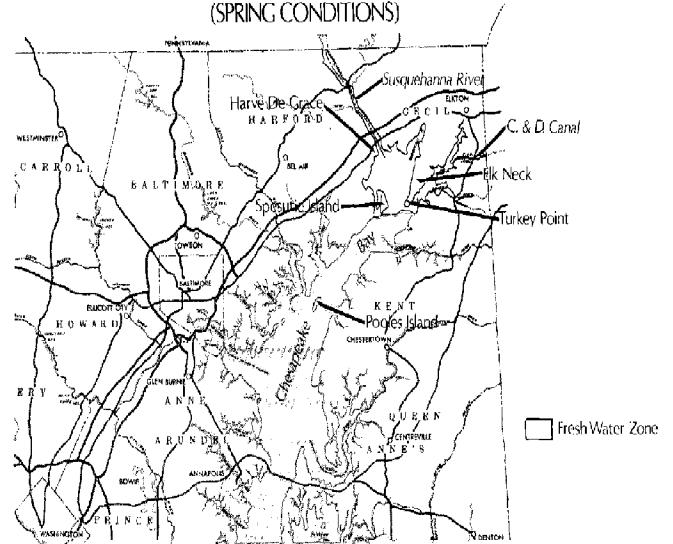 (SPRING CONDITIONS)
PENNSYLVANIA
Susquehanna River
Harve De Grace
ELKTON
CECIL
HARFORD
C. & D. Canal
WESTMINSTER
BEL AIR
CARROLL
Elk Neck
BALTIMORE
Spesutie Island
Turkey Point
TOWSON
Bay
BALTIMORE
KENT
ELLICOTT CITY
Pooles Island
HOWARD
CHESTERTOWN
Chesapeake
GLEN BURNIE
ERY
ANNE
QUEEN
Fresh Water Zone
ARUNDEL
CENTREVILLE
ANNE'S
ANNAPOLIS
BOWIE
PRINCE
WASHINGTON
DENTON